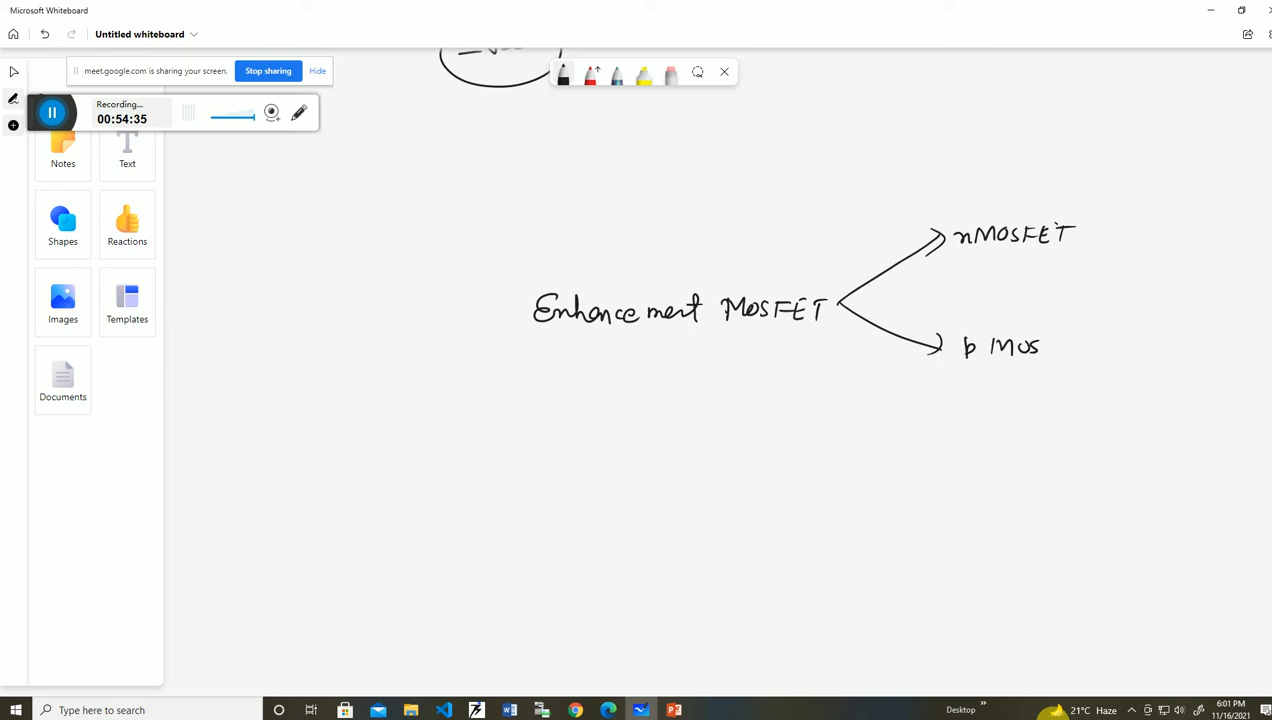 Microsoft Whiteboard
Untitled whiteboard
meet.google.com is sharing your screen.
Stop sharing
Hide
Recording...
00:54:35
Notes
Text
Shapes
Reactions
Images
Templates
Documents
nMOSFET
Enhancement MOSFET
p MOS
Type here to search
Desktop
21°C Haze
6:01 PM
11/16/2021